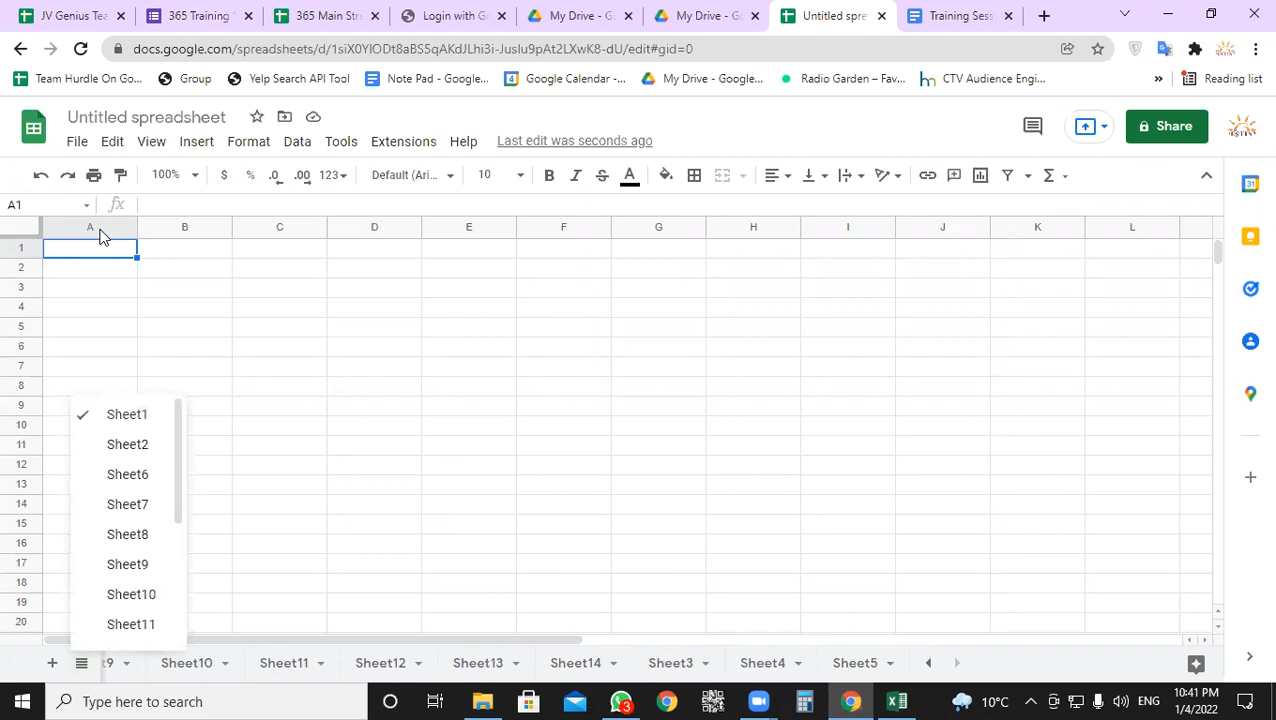 JV Genius Tea
365 Training
365 Main
Login with
My Drive - G
My Drive - G
Untitled spre
Training Sess
docs.google.com/spreadsheets/d/1siX0YlODt8aBS5qAKdJLhi3i-Juslu9pAt2LXwK8-dU/edit#gid=0
Team Hurdle On Go...
Group
Yelp Search API Tool
Note Pad - Google...
Google Calendar -...
My Drive - Google...
Radio Garden – Fav...
CTV Audience Engi...
»
Reading list
Untitled spreadsheet
Share
File Edit View Insert Format Data Tools Extensions Help Last edit was seconds ago
100% $ % .0 .00 123 Default (Ari... 10 B I S A Σ
A1 fx
A B C D E F G H I J K L
1
2
3
4
5
6
7
8
9
10
11
12
13
14
15
16
17
18
19
20
Sheet1
Sheet2
Sheet6
Sheet7
Sheet8
Sheet9
Sheet10
Sheet11
+ t9 Sheet10 Sheet11 Sheet12 Sheet13 Sheet14 Sheet3 Sheet4 Sheet5
31
Type here to search
3
10°C
ENG
10:41 PM
1/4/2022